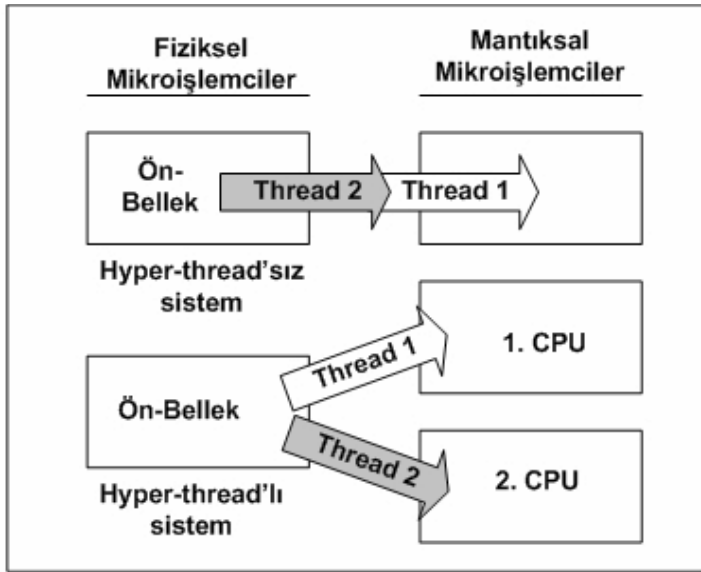 Fiziksel
Mikroişlemciler
Mantıksal
Mikroişlemciler
Ön-
Bellek
Thread 2
Thread 1
Hyper-thread'sız
sistem
Thread 1
1. CPU
Ön-Bellek
Thread 2
2. CPU
Hyper-thread'lı
sistem